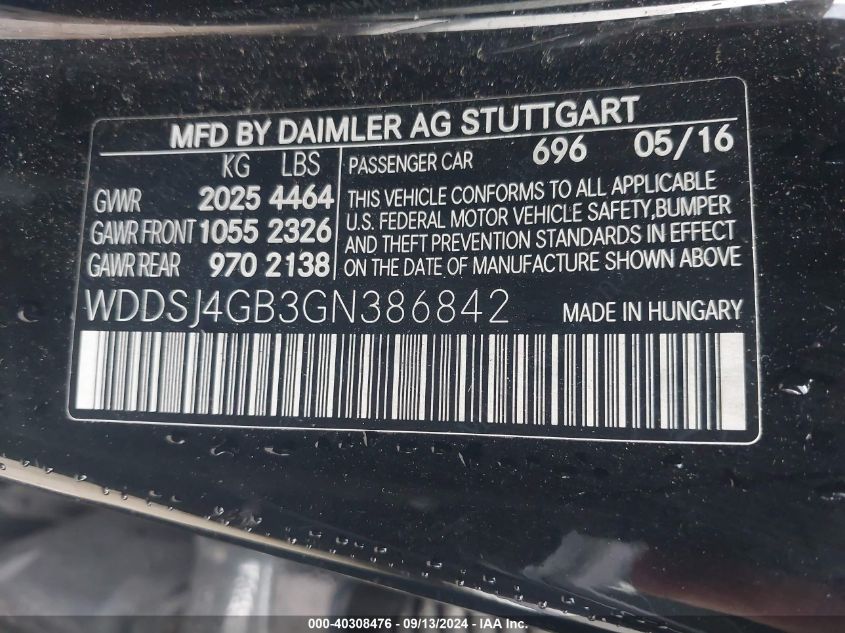 MFD BY DAIMLER AG STUTTGART
KG LBS
GVWR 2025 4464
GAWR FRONT 1055 2326
GAWR REAR 970 2138
PASSENGER CAR 696 05/16
THIS VEHICLE CONFORMS TO ALL APPLICABLE
U.S. FEDERAL MOTOR VEHICLE SAFETY,BUMPER
AND THEFT PREVENTION STANDARDS IN EFFECT
ON THE DATE OF MANUFACTURE SHOWN ABOVE
WDDSJ4GB3GN386842 MADE IN HUNGARY
000-40308476 - 09/13/2024 - IAA Inc.